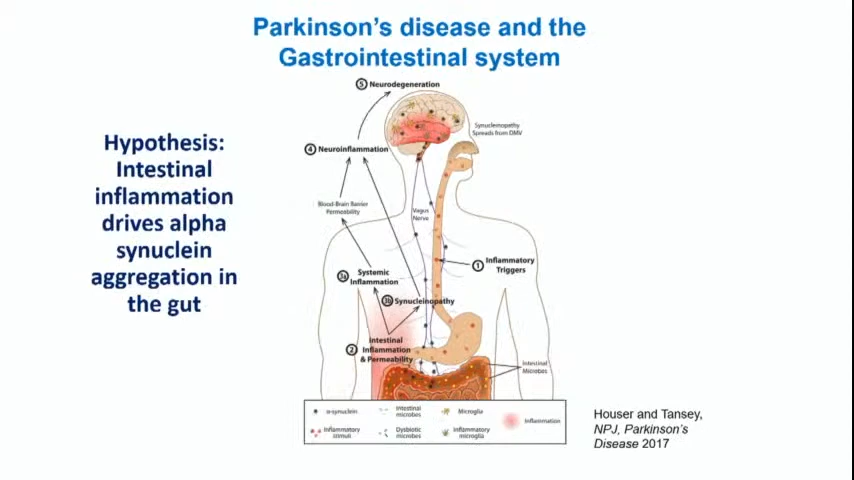 Parkinson's disease and the
Gastrointestinal system
Hypothesis:
Intestinal
inflammation
drives alpha
synuclein
aggregation in
the gut
5 Neurodegeneration
Synucleinopathy
Spreads from DMV
4 Neuroinflammation
Blood-Brain Barrier
Permeability
Vagus
Nerve
1 Inflammatory
Triggers
3a Systemic
Inflammation
3b Synucleinopathy
2 Intestinal
Inflammation
& Permeability
Intestinal
Microbes
α-synuclein
Intestinal
microbes
Microglia
Inflammation
Inflammatory
stimuli
Dysbiotic
microbes
Inflammatory
microglia
Houser and Tansey,
NPJ, Parkinson's
Disease 2017